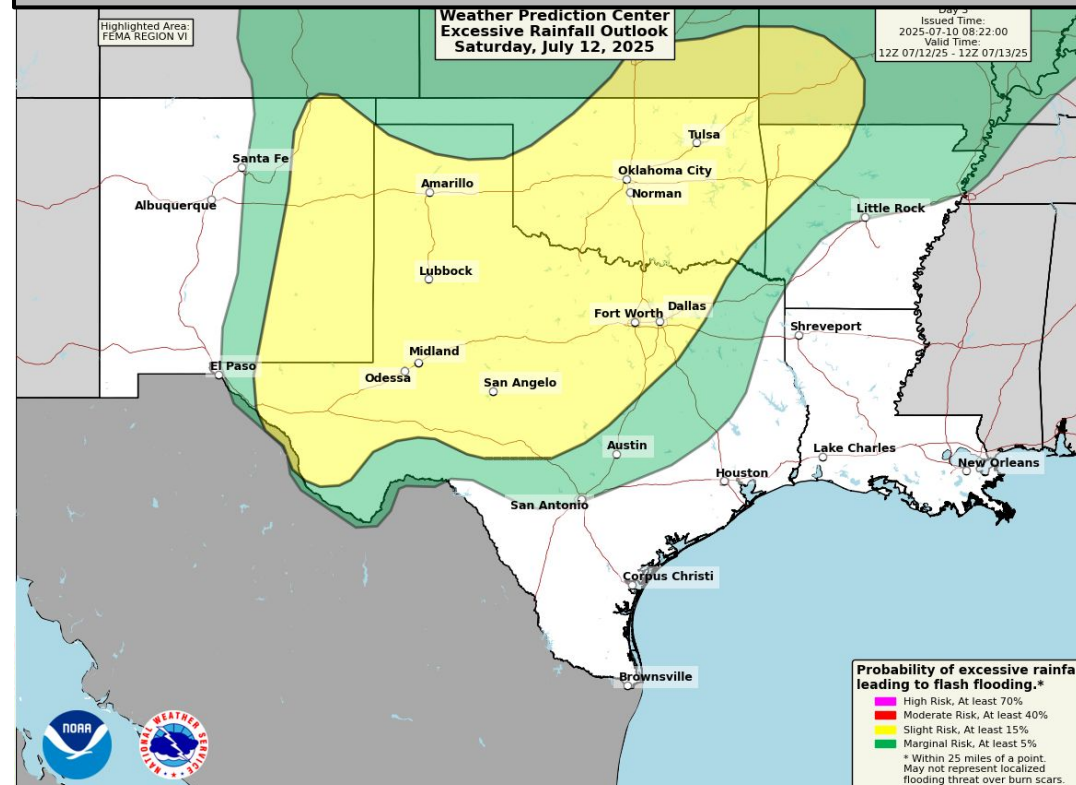 Highlighted Area:
FEMA REGION VI
Weather Prediction Center
Excessive Rainfall Outlook
Saturday, July 12, 2025
Day 3
Issued Time:
2025-07-10 08:22:00
Valid Time:
12Z 07/12/25 - 12Z 07/13/25
Santa Fe
Albuquerque
Amarillo
Tulsa
Oklahoma City
Norman
Little Rock
Lubbock
Fort Worth
Dallas
Shreveport
El Paso
Midland
Odessa
San Angelo
Austin
Houston
Lake Charles
New Orleans
San Antonio
Corpus Christi
Brownsville
Probability of excessive rainfa
leading to flash flooding.*
High Risk, At least 70%
Moderate Risk, At least 40%
Slight Risk, At least 15%
Marginal Risk, At least 5%
* Within 25 miles of a point.
May not represent localized
flooding threat over burn scars.
NOAA
NATIONAL WEATHER SERVICE